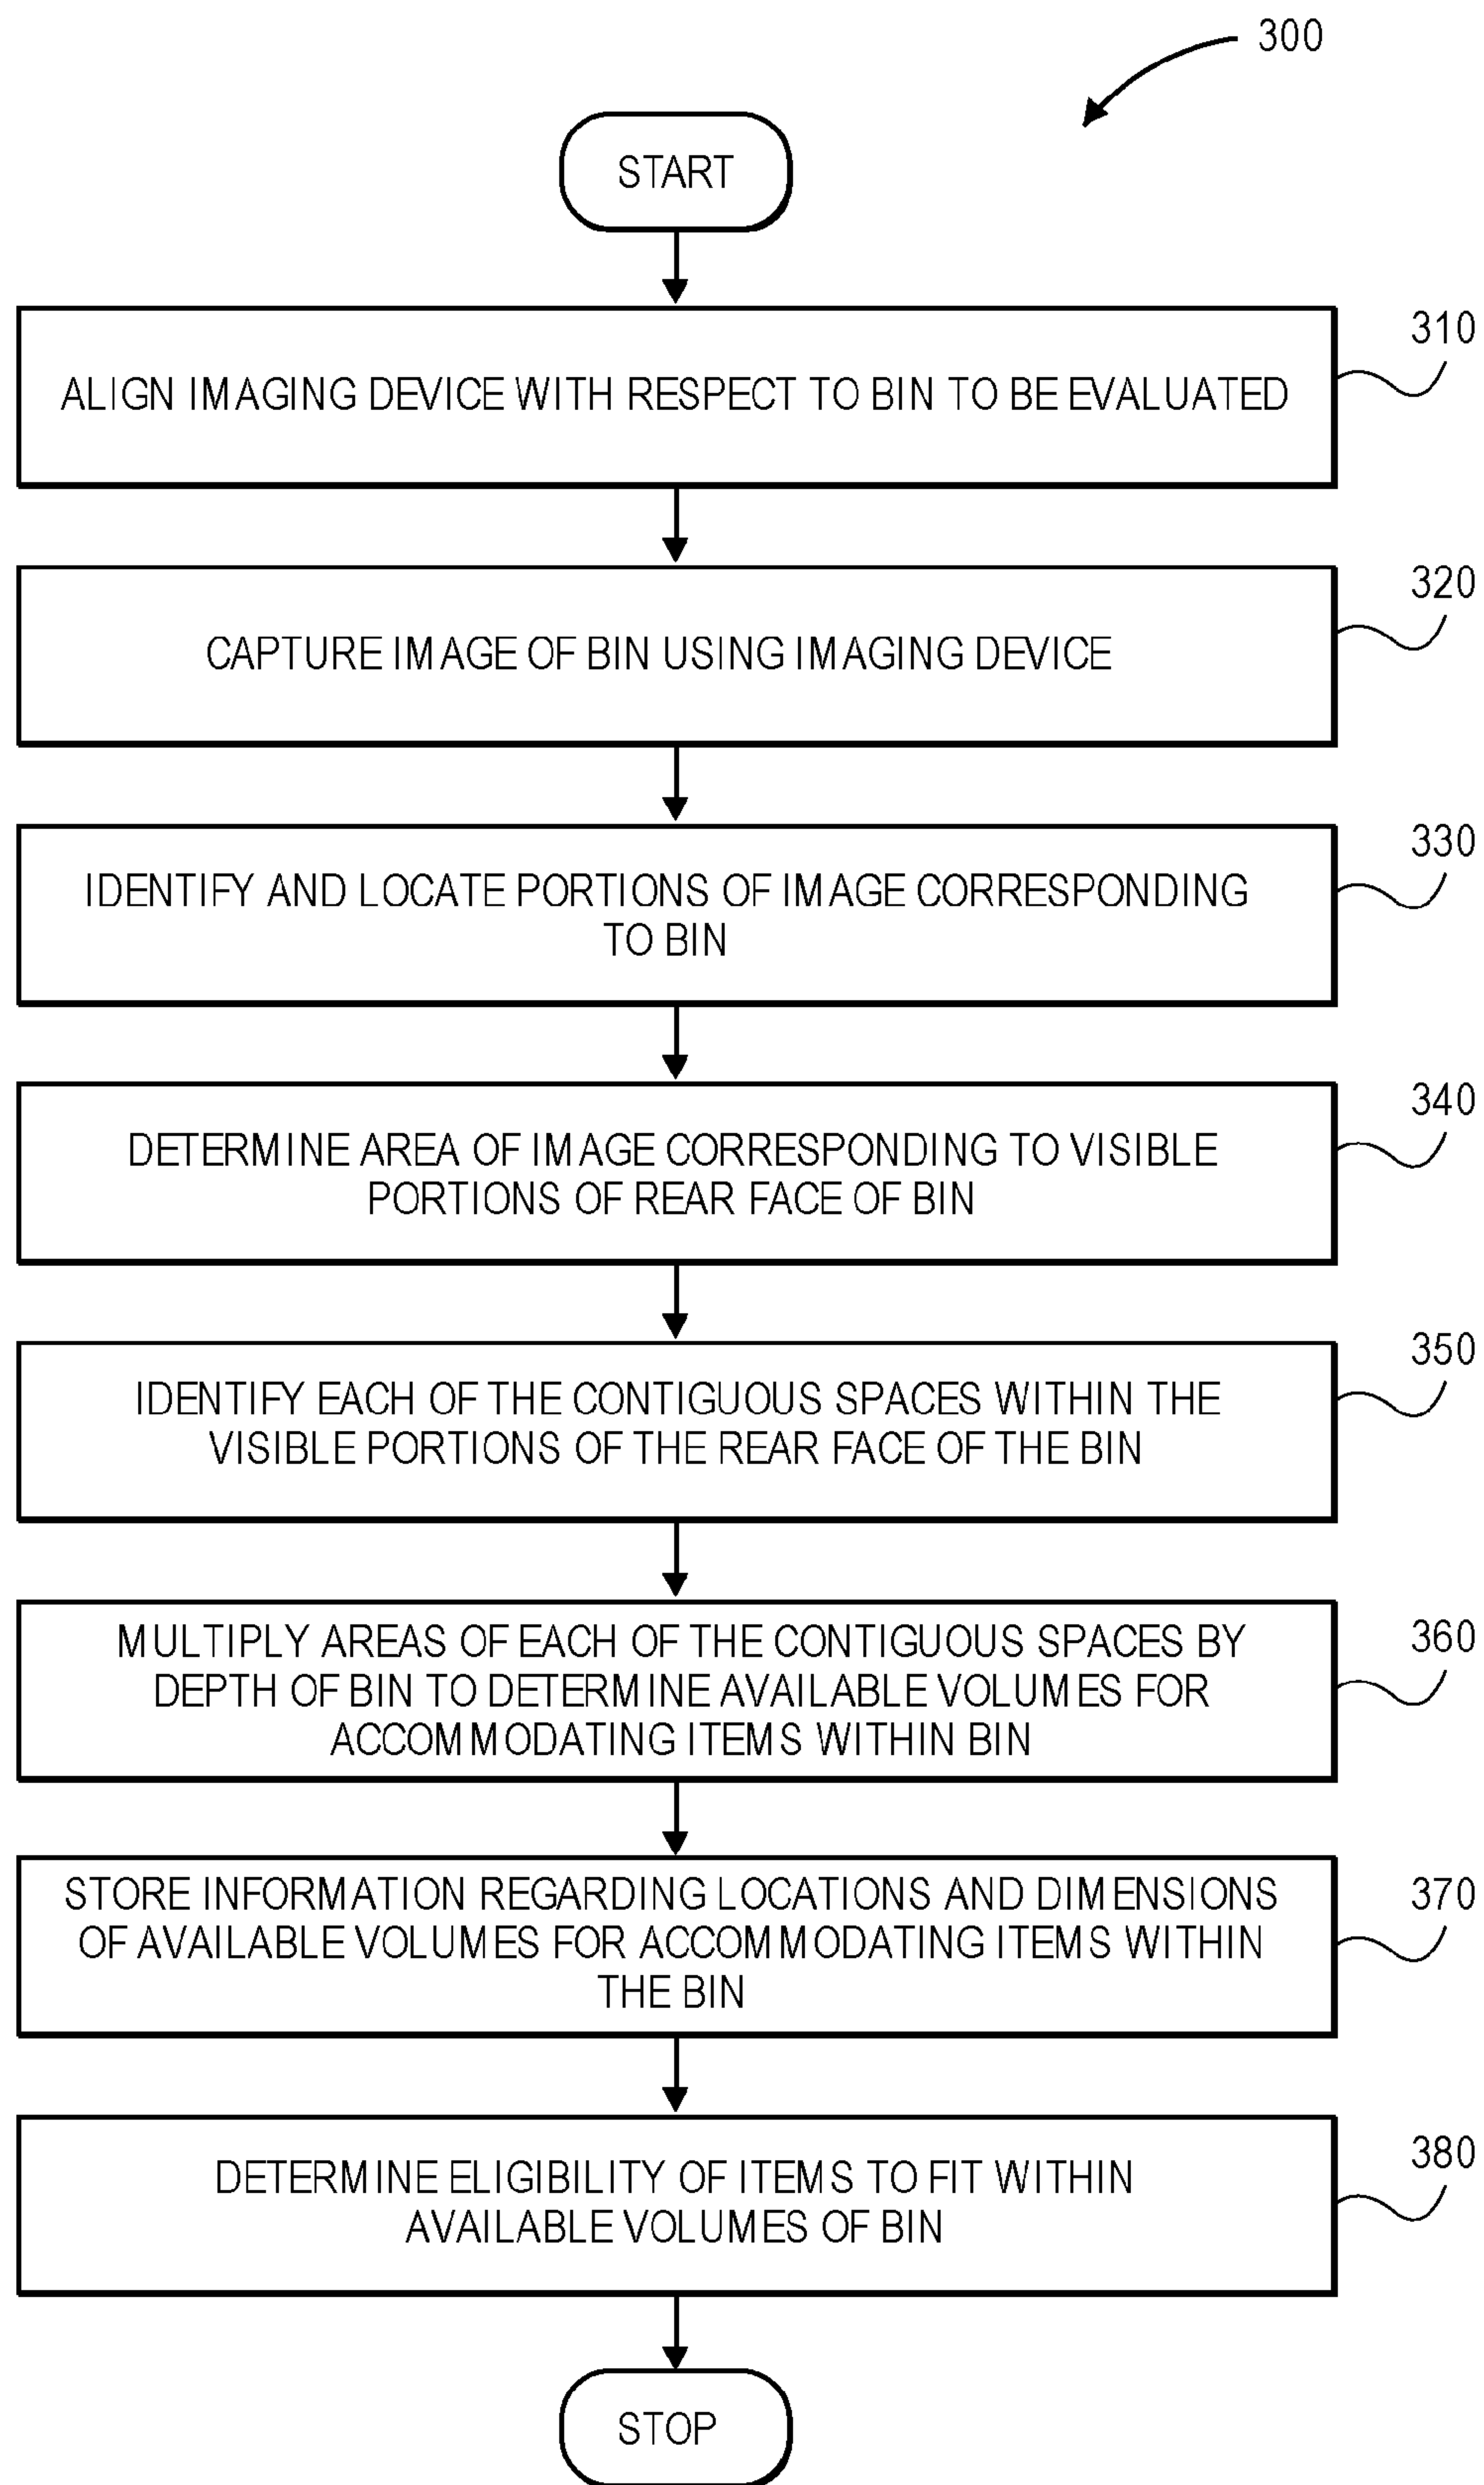 300
START
310
ALIGN IMAGING DEVICE WITH RESPECT TO BIN TO BE EVALUATED
320
CAPTURE IMAGE OF BIN USING IMAGING DEVICE
330
IDENTIFY AND LOCATE PORTIONS OF IMAGE CORRESPONDING
TO BIN
340
DETERMINE AREA OF IMAGE CORRESPONDING TO VISIBLE
PORTIONS OF REAR FACE OF BIN
350
IDENTIFY EACH OF THE CONTIGUOUS SPACES WITHIN THE
VISIBLE PORTIONS OF THE REAR FACE OF THE BIN
360
MULTIPLY AREAS OF EACH OF THE CONTIGUOUS SPACES BY
DEPTH OF BIN TO DETERMINE AVAILABLE VOLUMES FOR
ACCOMMODATING ITEMS WITHIN BIN
370
STORE INFORMATION REGARDING LOCATIONS AND DIMENSIONS
OF AVAILABLE VOLUMES FOR ACCOMMODATING ITEMS WITHIN
THE BIN
380
DETERMINE ELIGIBILITY OF ITEMS TO FIT WITHIN
AVAILABLE VOLUMES OF BIN
STOP